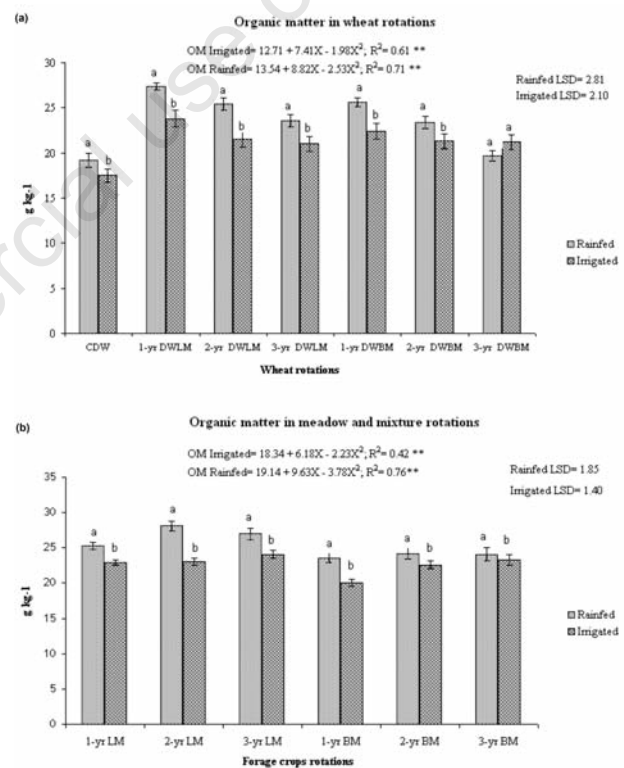 (a)
Organic matter in wheat rotations
OM Irrigated= 12.71 + 7.41X - 1.98X²; R²= 0.61 **
OM Rainfed= 13.54 + 8.82X - 2.53X²; R²= 0.71 **
Rainfed LSD= 2.81
Irrigated LSD= 2.10
30
25
20
15
10
5
0
g kg-1
a b a b a b a b a b a b a a
Rainfed
Irrigated
CDW 1-yr DWLM 2-yr DWLM 3-yr DWLM 1-yr DWBM 2-yr DWBM 3-yr DWBM
Wheat rotations
(b)
Organic matter in meadow and mixture rotations
OM Irrigated= 18.34 + 6.18X - 2.23X²; R²= 0.42 **
OM Rainfed= 19.14 + 9.63X - 3.78X²; R²= 0.76**
Rainfed LSD= 1.85
Irrigated LSD= 1.40
35
30
25
20
15
10
5
0
g kg-1
a b a b a b a b a b a b
Rainfed
Irrigated
1-yr LM 2-yr LM 3-yr LM 1-yr BM 2-yr BM 3-yr BM
Forage crops rotations